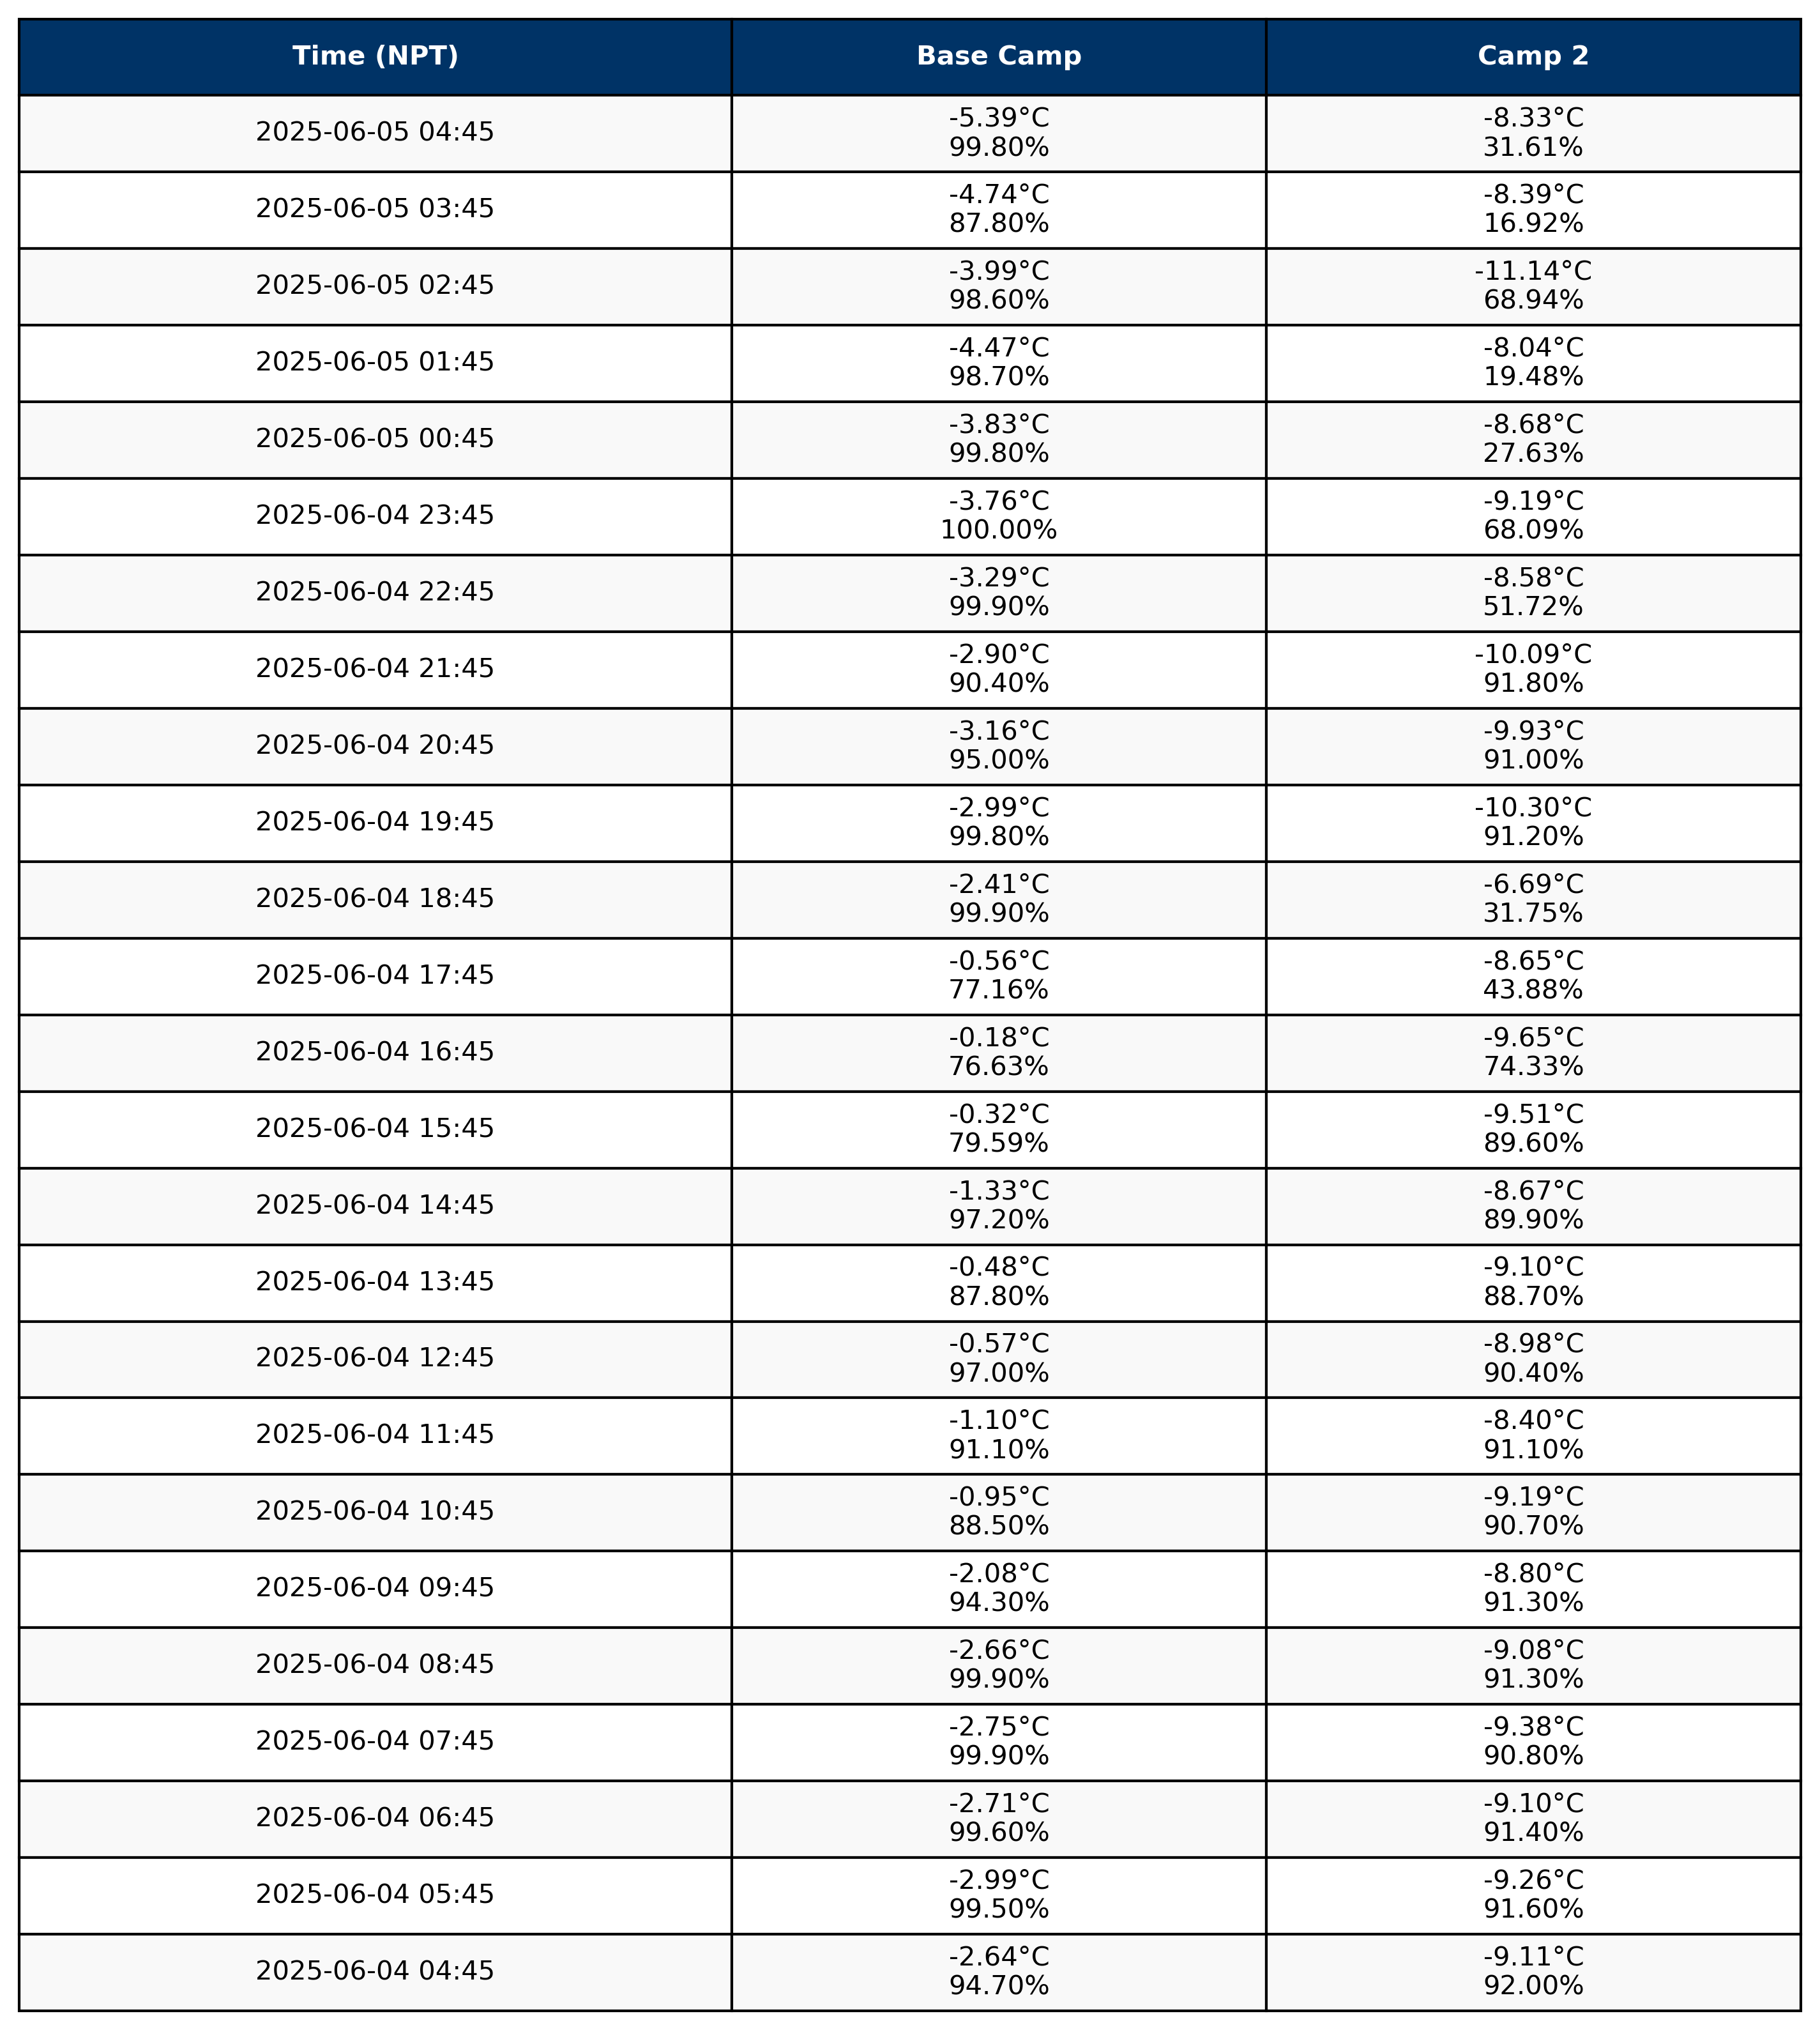 Time (NPT) Base Camp Camp 2
2025-06-05 04:45 -5.39°C 99.80% -8.33°C 31.61%
2025-06-05 03:45 -4.74°C 87.80% -8.39°C 16.92%
2025-06-05 02:45 -3.99°C 98.60% -11.14°C 68.94%
2025-06-05 01:45 -4.47°C 98.70% -8.04°C 19.48%
2025-06-05 00:45 -3.83°C 99.80% -8.68°C 27.63%
2025-06-04 23:45 -3.76°C 100.00% -9.19°C 68.09%
2025-06-04 22:45 -3.29°C 99.90% -8.58°C 51.72%
2025-06-04 21:45 -2.90°C 90.40% -10.09°C 91.80%
2025-06-04 20:45 -3.16°C 95.00% -9.93°C 91.00%
2025-06-04 19:45 -2.99°C 99.80% -10.30°C 91.20%
2025-06-04 18:45 -2.41°C 99.90% -6.69°C 31.75%
2025-06-04 17:45 -0.56°C 77.16% -8.65°C 43.88%
2025-06-04 16:45 -0.18°C 76.63% -9.65°C 74.33%
2025-06-04 15:45 -0.32°C 79.59% -9.51°C 89.60%
2025-06-04 14:45 -1.33°C 97.20% -8.67°C 89.90%
2025-06-04 13:45 -0.48°C 87.80% -9.10°C 88.70%
2025-06-04 12:45 -0.57°C 97.00% -8.98°C 90.40%
2025-06-04 11:45 -1.10°C 91.10% -8.40°C 91.10%
2025-06-04 10:45 -0.95°C 88.50% -9.19°C 90.70%
2025-06-04 09:45 -2.08°C 94.30% -8.80°C 91.30%
2025-06-04 08:45 -2.66°C 99.90% -9.08°C 91.30%
2025-06-04 07:45 -2.75°C 99.90% -9.38°C 90.80%
2025-06-04 06:45 -2.71°C 99.60% -9.10°C 91.40%
2025-06-04 05:45 -2.99°C 99.50% -9.26°C 91.60%
2025-06-04 04:45 -2.64°C 94.70% -9.11°C 92.00%